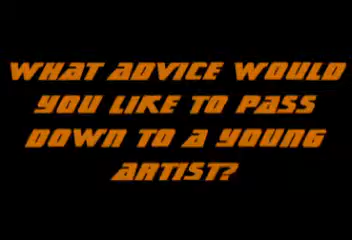 WHAT ADVICE WOULD
YOU LIKE TO PASS
DOWN TO A YOUNG
ARTIST?